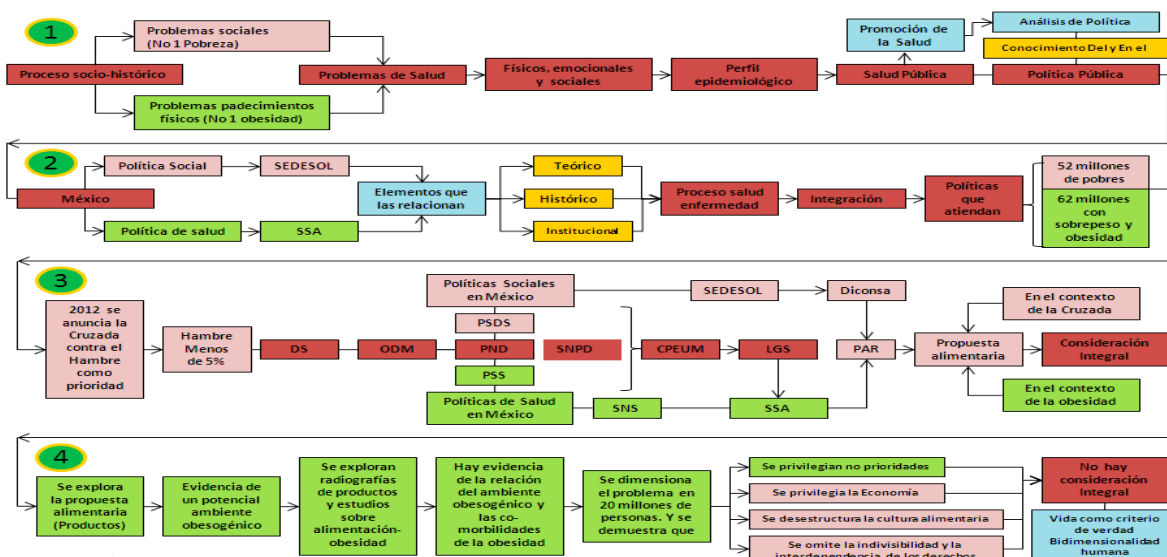 1
Problemas sociales
(No 1 Pobreza)
Proceso socio-histórico
Problemas padecimientos
físicos (No 1 obesidad)
Problemas de Salud
Físicos, emocionales
y sociales
Perfil
epidemiológico
Promoción de
la Salud
Salud Pública
Análisis de Política
Conocimiento Del y En el
Política Pública
2
Política Social
SEDESOL
México
Política de salud
SSA
Elementos que
las relacionan
Teórico
Histórico
Institucional
Proceso salud
enfermedad
Integración
Políticas
que
atiendan
52 millones
de pobres
62 millones
con
sobrepeso y
obesidad
3
2012 se
anuncia la
Cruzada
contra el
Hambre
como
prioridad
Hambre
Menos
de 5%
DS
ODM
Políticas Sociales
en México
PSDS
PND
PSS
Políticas de Salud
en México
SNPD
CPEUM
LGS
SEDESOL
Diconsa
SNS
SSA
PAR
Propuesta
alimentaria
En el contexto
de la Cruzada
Consideración
Integral
En el contexto
de la obesidad
4
Se explora
la propuesta
alimentaria
(Productos)
Evidencia de
un potencial
ambiente
obesogénico
Se exploran
radiografías
de productos
y estudios
sobre
alimentación-
obesidad
Hay evidencia
de la relación
del ambiente
obesogénico y
las co-
morbilidades
de la obesidad
Se dimensiona
el problema en
20 millones de
personas. Y se
demuestra que
Se privilegian no prioridades
Se privilegia la Economía
Se desestructura la cultura alimentaria
Se omite la invisibilidad y la
interdependencia de los derechos
No hay
consideración
Integral
Vida como criterio
de verdad
Bidimensionalidad
humana